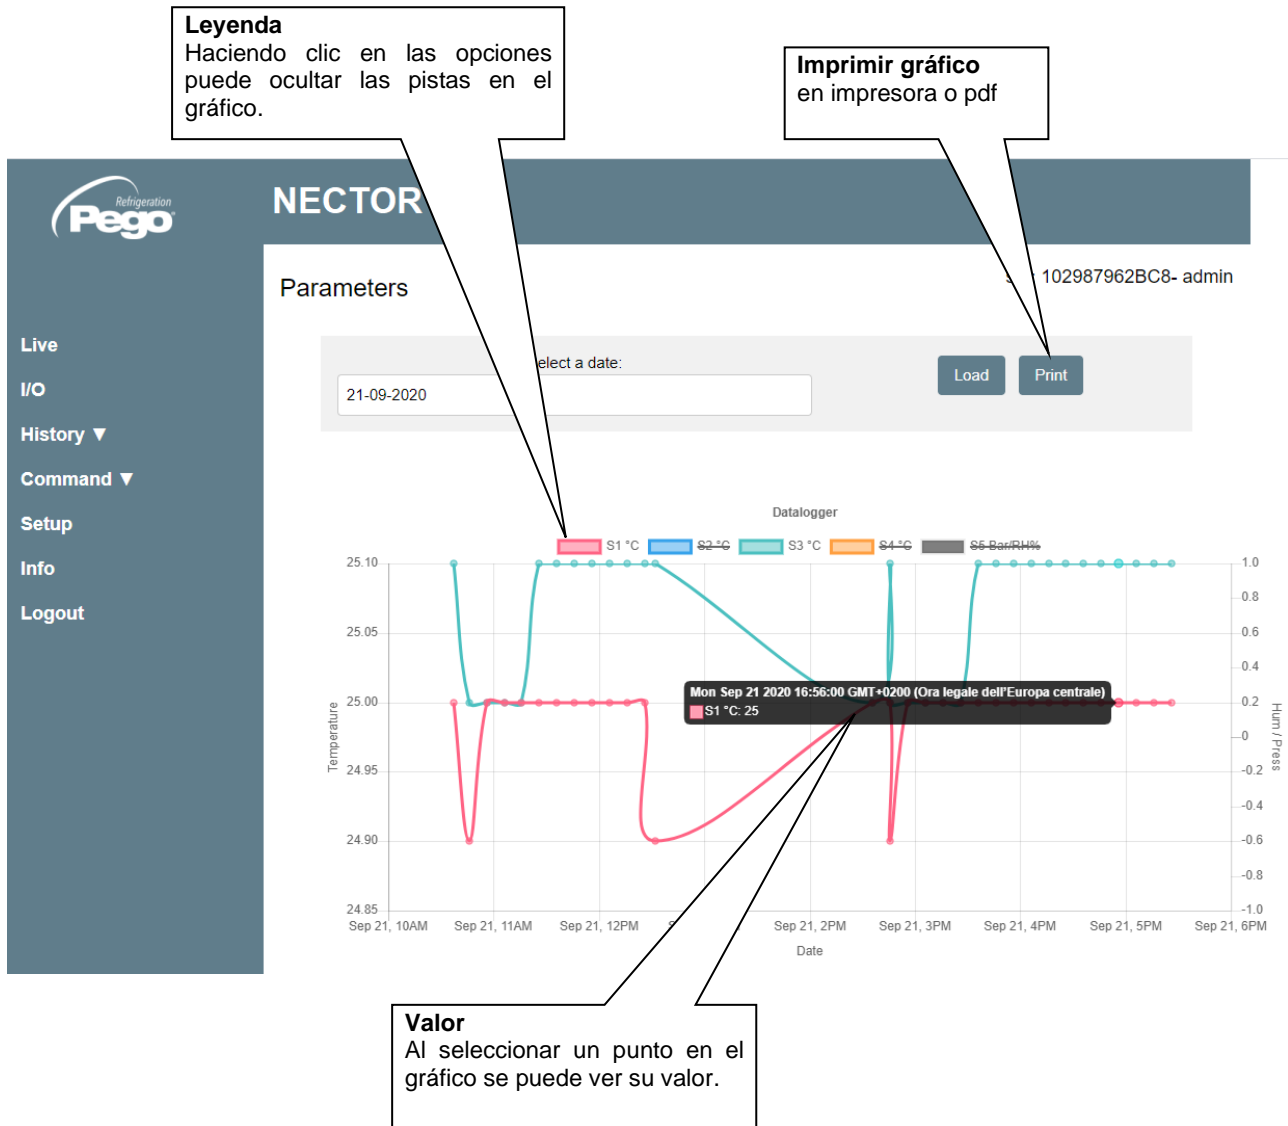 Leyenda
Haciendo clic en las opciones
puede ocultar las pistas en el
gráfico.
Imprimir gráfico
en impresora o pdf
Refrigeration
Pego
NECTOR
Parameters
102987962BC8- admin
Live
I/O
History ▼
Command ▼
Setup
Info
Logout
elect a date:
21-09-2020
Load
Print
Datalogger
S1 °C S2 °C S3 °C S4 °C S5 Bar/RH%
25.10
25.05
25.00
24.95
24.90
24.85
Temperature
1.0
0.8
0.6
0.4
0.2
0
-0.2
-0.4
-0.6
-0.8
-1.0
Hum / Press
Mon Sep 21 2020 16:56:00 GMT+0200 (Ora legale dell'Europa centrale)
S1 °C: 25
Sep 21, 10AM Sep 21, 11AM Sep 21, 12PM Sep 21, 2PM Sep 21, 3PM Sep 21, 4PM Sep 21, 5PM Sep 21, 6PM
Date
Valor
Al seleccionar un punto en el
gráfico se puede ver su valor.